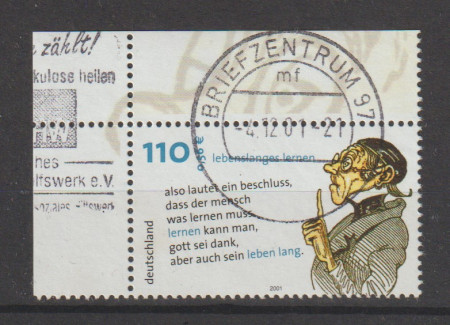 zählt!
kulose heilen
nes
lfswerk e.V.
BRIEFZENTRUM 97
mf
-4.12.01-21
110
0,56€
lebenslanges lernen
also lautet ein beschluss,
dass der mensch
was lernen muss.
lernen kann man,
gott sei dank,
aber auch sein leben lang.
deutschland
2001